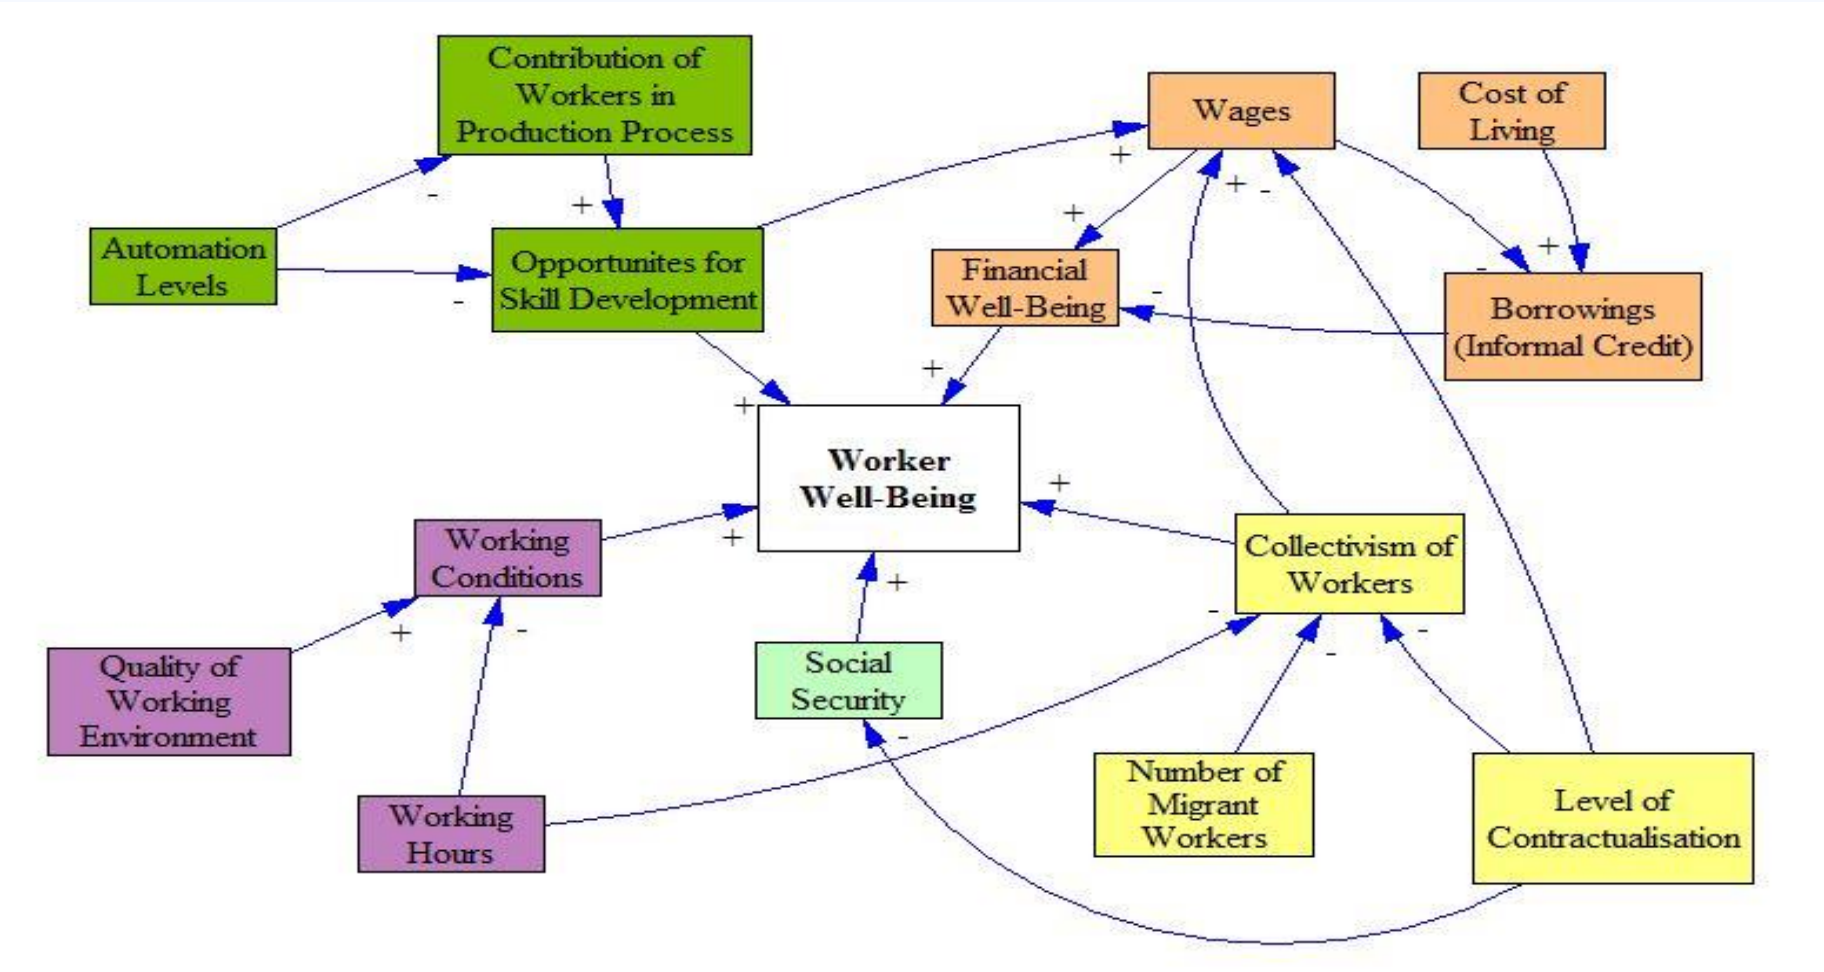 Contribution of
Workers in
Production Process
Wages
Cost of
Living
+
-
+
+ -
+
Automation
Levels
-
Opportunites for
Skill Development
+
Financial
Well-Being
-
+
-
Borrowings
(Informal Credit)
+
+
Worker
Well-Being
+
Working
Conditions
+
Collectivism of
Workers
+
-
+
-
-
-
Quality of
Working
Environment
Social
Security
-
Number of
Migrant
Workers
Level of
Contractualisation
Working
Hours